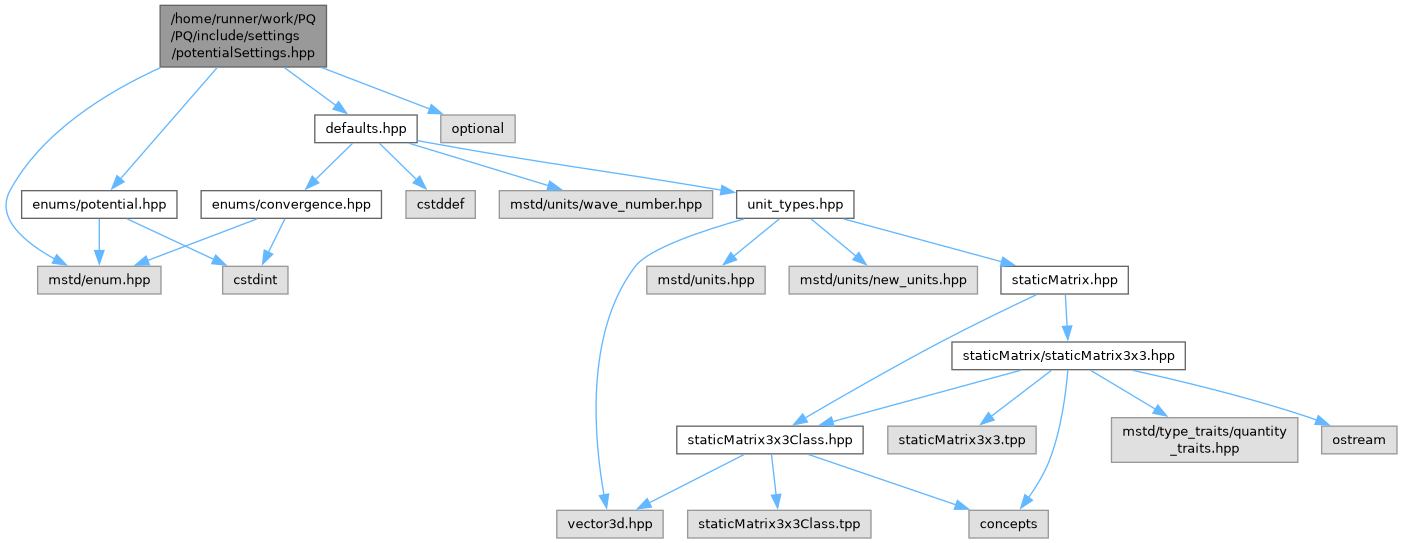 /home/runner/work/PQ
/PQ/include/settings
/potentialSettings.hpp
optional
defaults.hpp
enums/potential.hpp
enums/convergence.hpp
cstddef
mstd/units/wave_number.hpp
unit_types.hpp
mstd/enum.hpp
cstdint
mstd/units.hpp
mstd/units/new_units.hpp
staticMatrix.hpp
staticMatrix/staticMatrix3x3.hpp
staticMatrix3x3Class.hpp
staticMatrix3x3.tpp
mstd/type_traits/quantity
_traits.hpp
ostream
vector3d.hpp
staticMatrix3x3Class.tpp
concepts